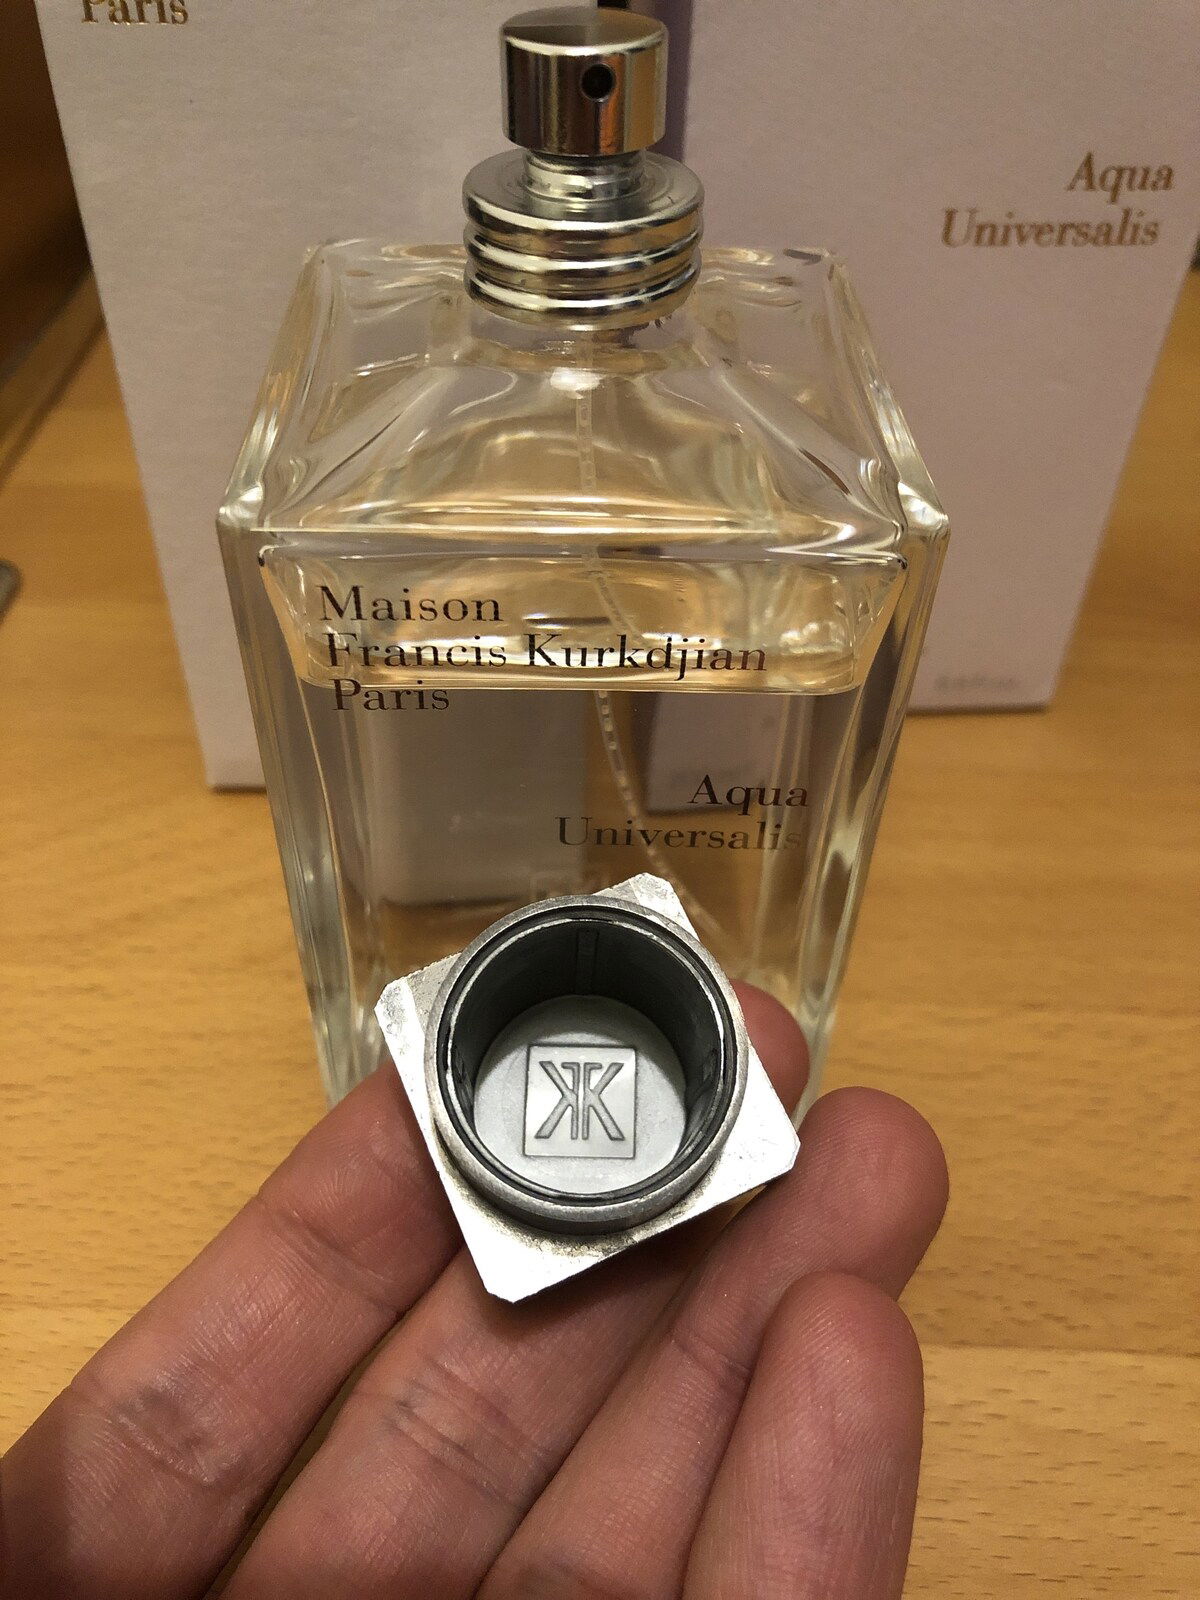 Paris
Aqua
Universalis
Maison
Francis Kurkdjian
Paris
Aqua
Universalis